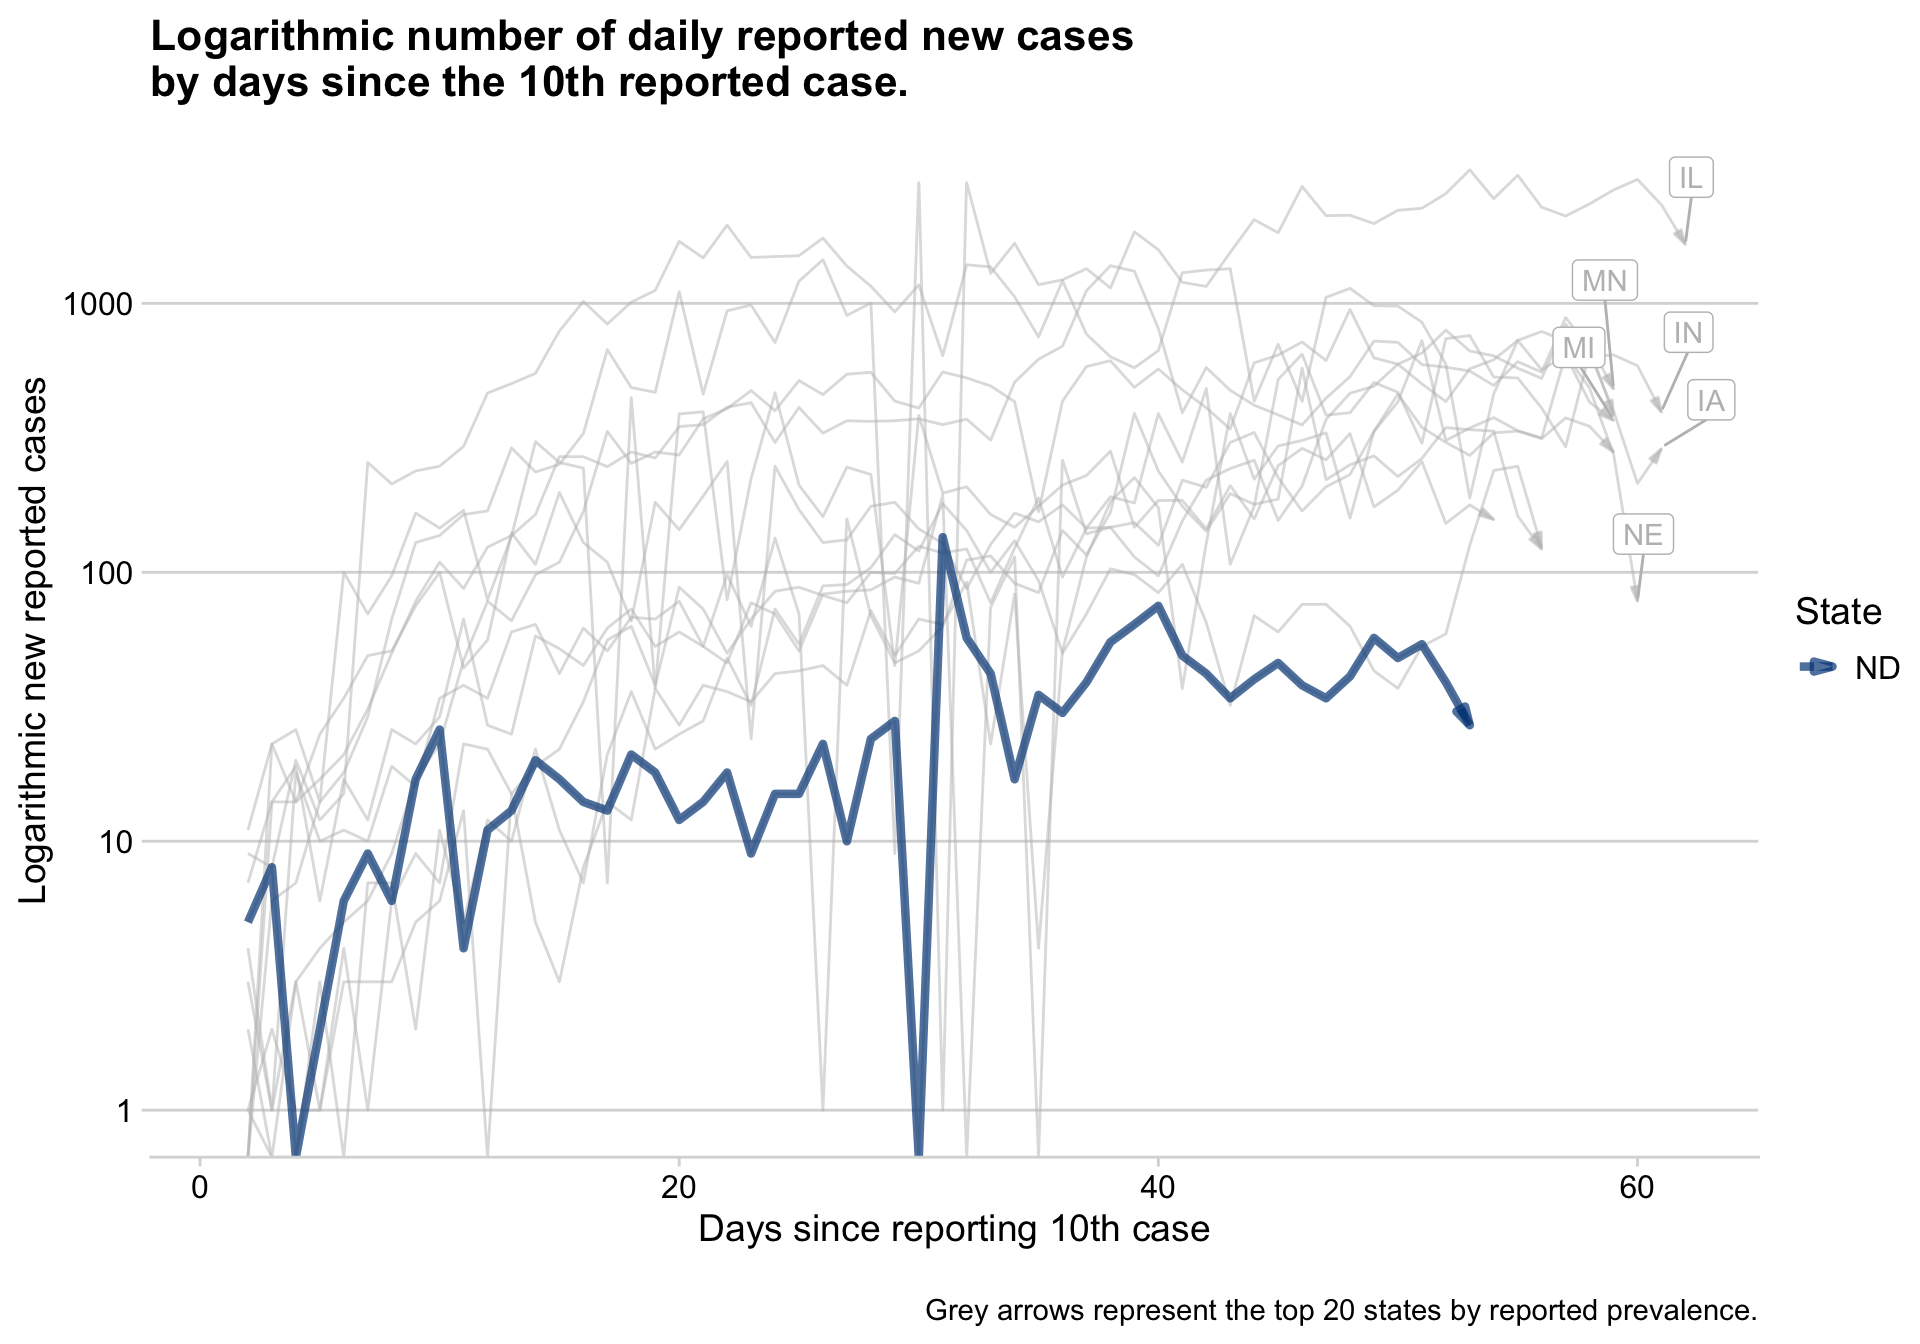 Logarithmic number of daily reported new cases
by days since the 10th reported case.
Logarithmic new reported cases
1000
100
10
1
IL
MN
IN
MI
IA
NE
State
ND
0
20
40
60
Days since reporting 10th case
Grey arrows represent the top 20 states by reported prevalence.